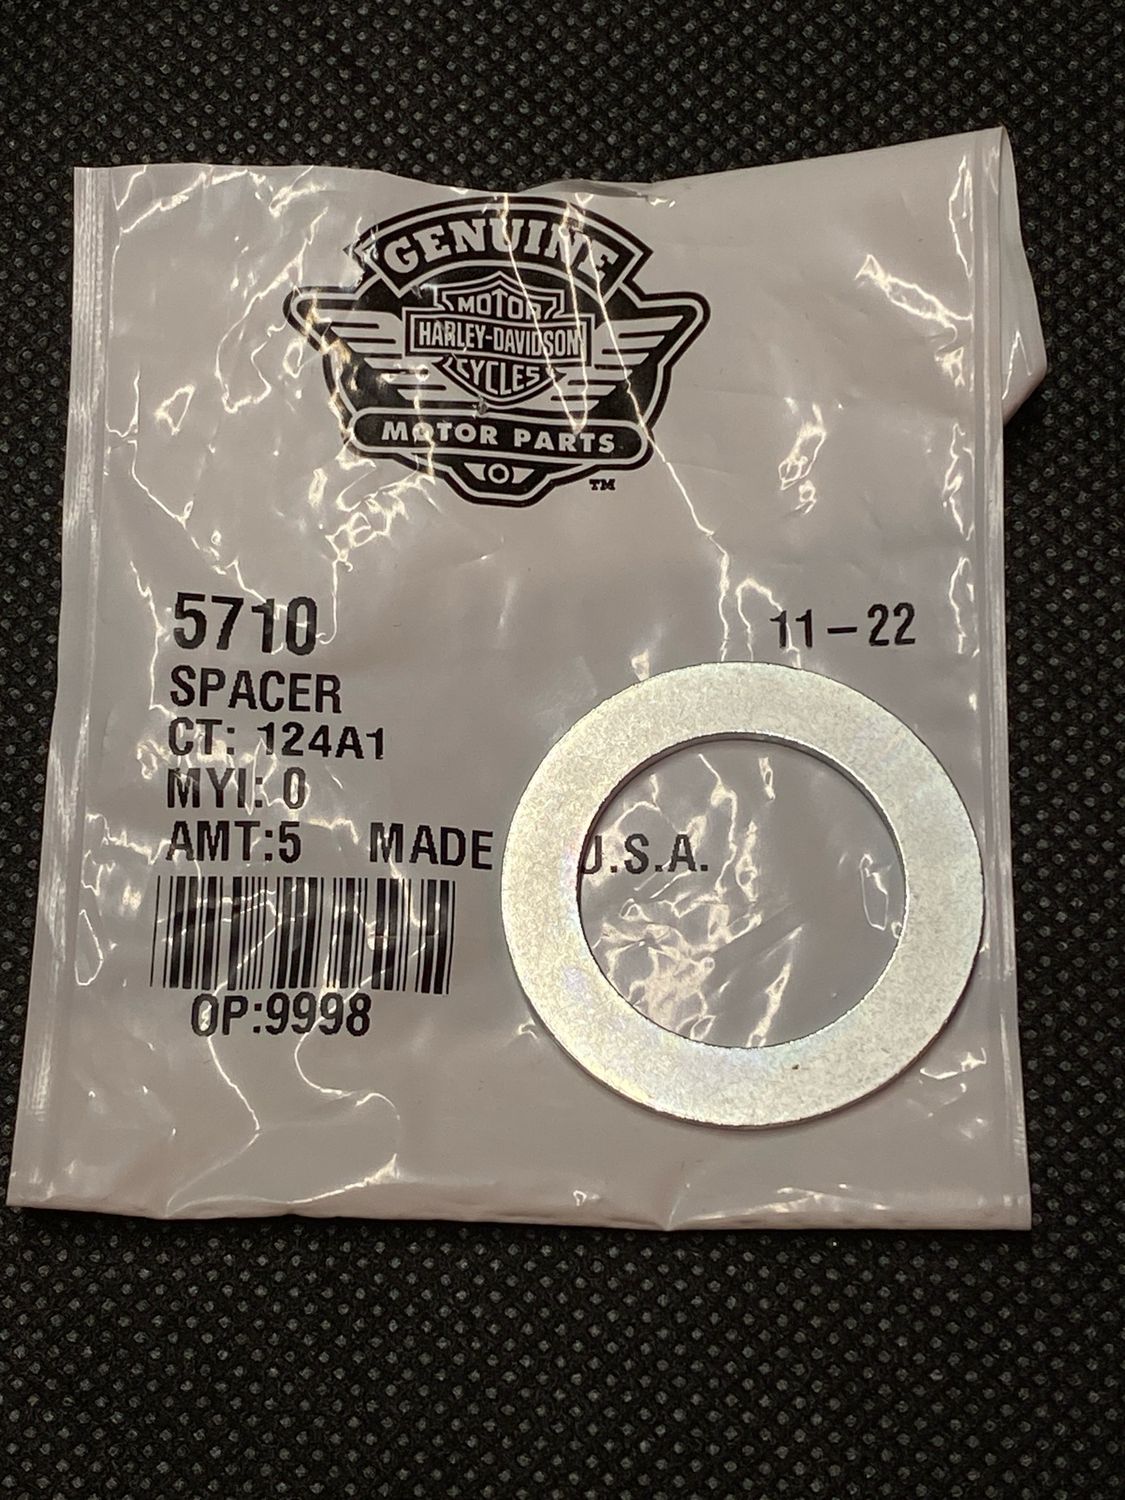 GENUINE
MOTOR
HARLEY-DAVIDSON
CYCLES
MOTOR PARTS
TM
5710
11-22
SPACER
CT: 124A1
MYI: 0
AMT:5 MADE U.S.A.
OP:9998